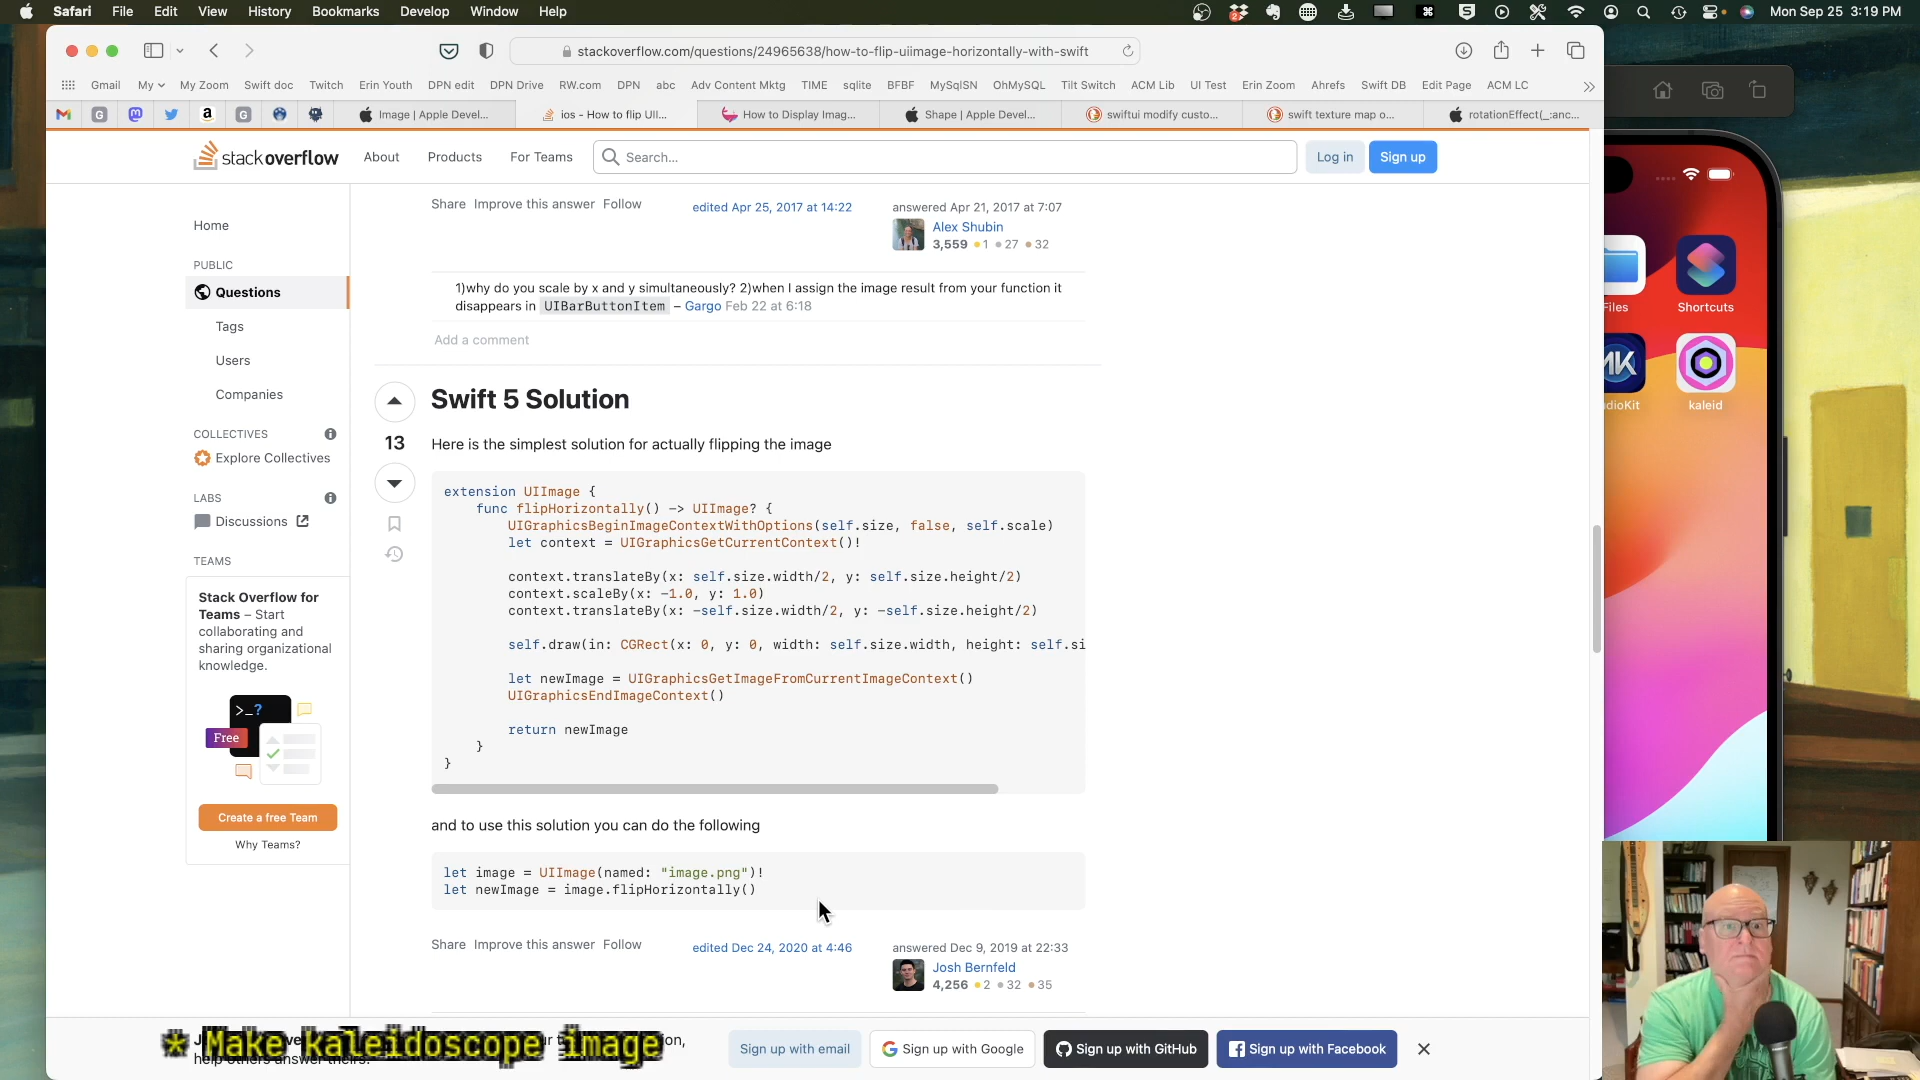 Safari File Edit View History Bookmarks Develop Window Help
Mon Sep 25 3:19 PM
stackoverflow.com/questions/24965638/how-to-flip-uiimage-horizontally-with-swift
Gmail My My Zoom Swift doc Twitch Erin Youth DPN edit DPN Drive RW.com DPN abc Adv Content Mktg TIME sqlite BFBF MySqlSN OhMySQL Tilt Switch ACM Lib UI Test Erin Zoom Ahrefs Swift DB Edit Page ACM LC
Image | Apple Devel...
ios - How to flip UII...
How to Display Imag...
Shape | Apple Devel...
swiftui modify custo...
swift texture map o...
rotationEffect(_:anc...
stackoverflow About Products For Teams Search... Log in Sign up
Home
PUBLIC
Questions
Tags
Users
Companies
COLLECTIVES
Explore Collectives
LABS
Discussions
TEAMS
Stack Overflow for
Teams – Start
collaborating and
sharing organizational
knowledge.
>_?
Free
Create a free Team
Why Teams?
Share Improve this answer Follow
edited Apr 25, 2017 at 14:22
answered Apr 21, 2017 at 7:07
Alex Shubin
3,559 1 27 32
1)why do you scale by x and y simultaneously? 2)when I assign the image result from your function it
disappears in UIBarButtonItem – Gargo Feb 22 at 6:18
Add a comment
13
Swift 5 Solution
Here is the simplest solution for actually flipping the image
extension UIImage {
func flipHorizontally() -> UIImage? {
UIGraphicsBeginImageContextWithOptions(self.size, false, self.scale)
let context = UIGraphicsGetCurrentContext()!
context.translateBy(x: self.size.width/2, y: self.size.height/2)
context.scaleBy(x: -1.0, y: 1.0)
context.translateBy(x: -self.size.width/2, y: -self.size.height/2)
self.draw(in: CGRect(x: 0, y: 0, width: self.size.width, height: self.si
let newImage = UIGraphicsGetImageFromCurrentImageContext()
UIGraphicsEndImageContext()
return newImage
}
}
and to use this solution you can do the following
let image = UIImage(named: "image.png")!
let newImage = image.flipHorizontally()
Share Improve this answer Follow
edited Dec 24, 2020 at 4:46
answered Dec 9, 2019 at 22:33
Josh Bernfeld
4,256 2 32 35
* Make kaleidoscope image
help others answer theirs.
Sign up with email
Sign up with Google
Sign up with GitHub
Sign up with Facebook
Files
Shortcuts
kaleid